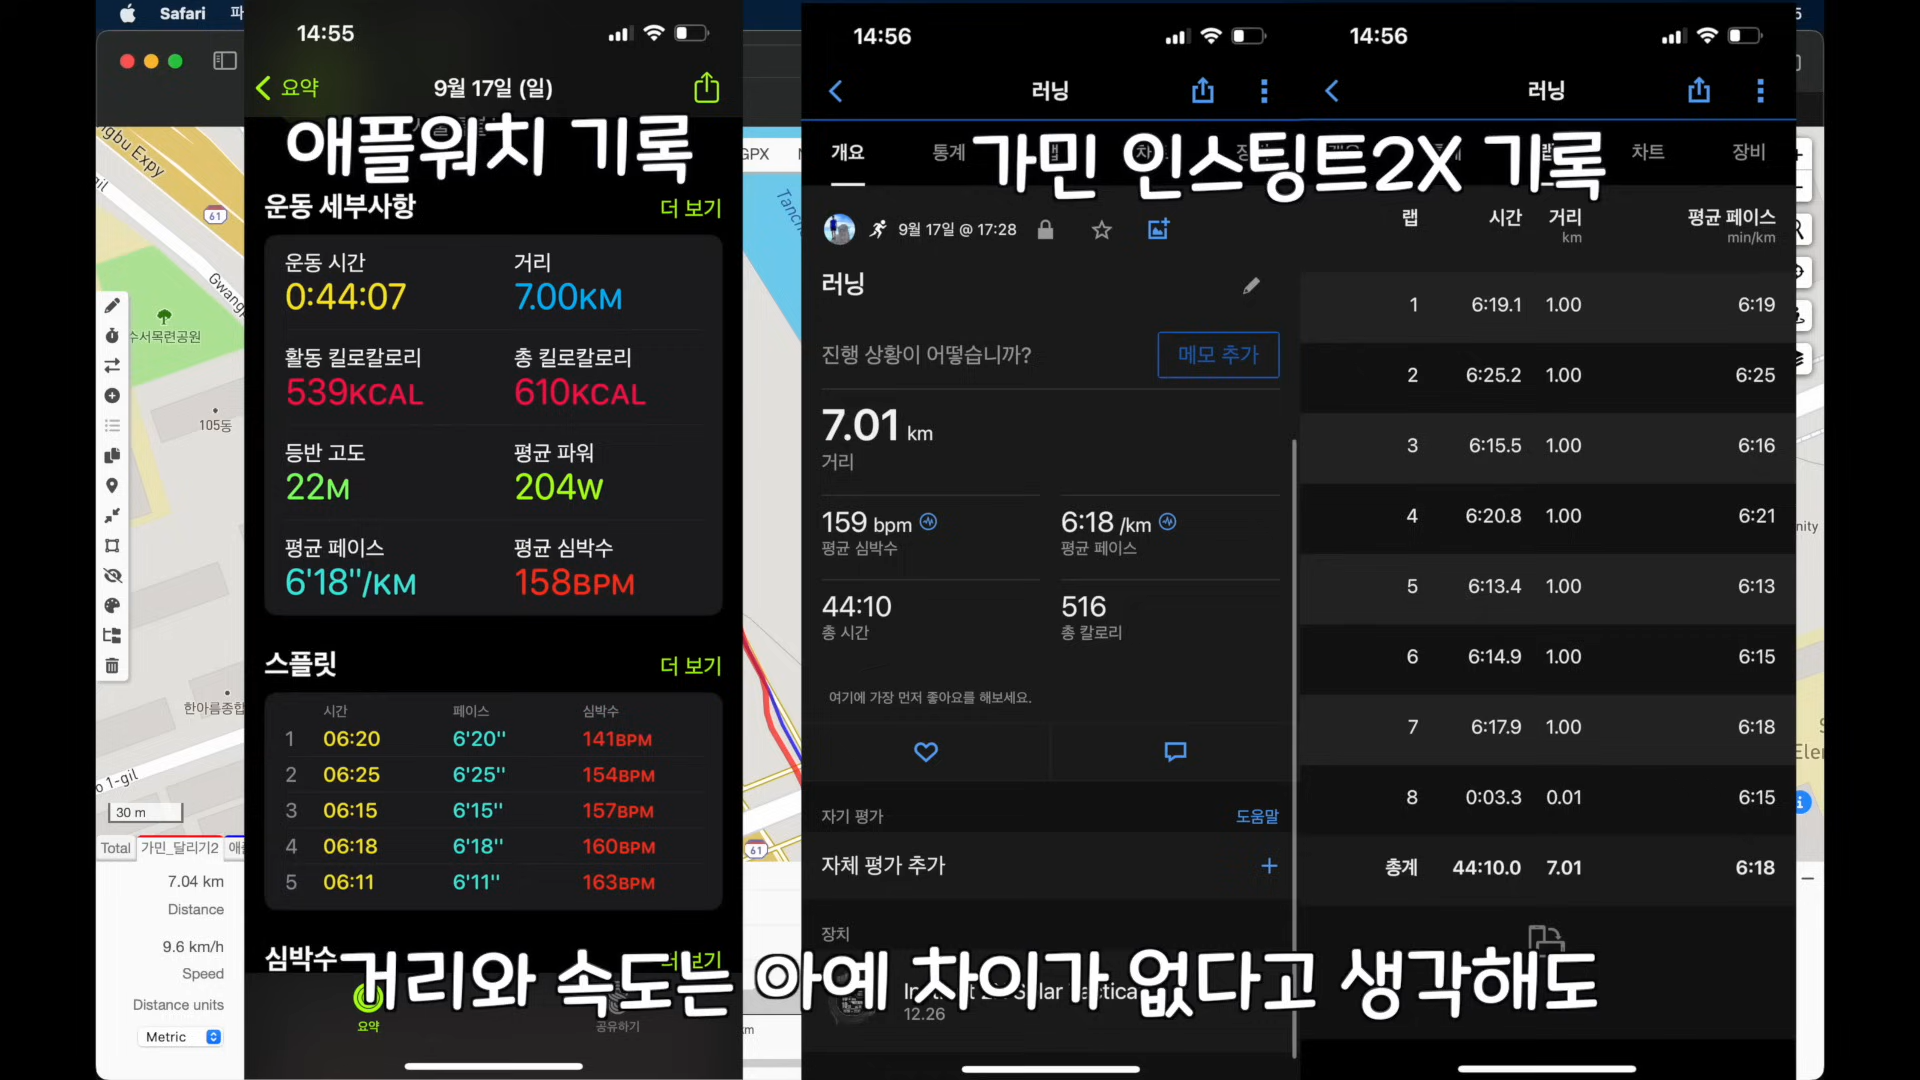 Safari
5
14:55
요약
9월 17일 (일)
애플워치 기록
운동 세부사항
더 보기
운동 시간
거리
0:44:07
7.00KM
활동 킬로칼로리
총 킬로칼로리
539KCAL
610KCAL
등반 고도
평균 파워
22M
204W
평균 페이스
평균 심박수
6'18''/KM
158BPM
스플릿
더 보기
시간
페이스
심박수
1 06:20 6'20'' 141BPM
2 06:25 6'25'' 154BPM
3 06:15 6'15'' 157BPM
4 06:18 6'18'' 160BPM
5 06:11 6'11'' 163BPM
심박수
더 보기
요약
공유하기
14:56
러닝
개요
통계
가민 인스팅트2X 기록
9월 17일 @ 17:28
러닝
진행 상황이 어떻습니까?
메모 추가
7.01 km
거리
159 bpm
평균 심박수
6:18 /km
평균 페이스
44:10
총 시간
516
총 칼로리
여기에 가장 먼저 좋아요를 해보세요.
자기 평가
도움말
자체 평가 추가
+
장치
12.26
14:56
러닝
차트
장비
랩 시간 거리 평균 페이스
km min/km
1 6:19.1 1.00 6:19
2 6:25.2 1.00 6:25
3 6:15.5 1.00 6:16
4 6:20.8 1.00 6:21
5 6:13.4 1.00 6:13
6 6:14.9 1.00 6:15
7 6:17.9 1.00 6:18
8 0:03.3 0.01 6:15
총계 44:10.0 7.01 6:18
거리와 속도는 아예 차이가 없다고 생각해도
GPX
61
수서목련공원
105동
30 m
61
Total
가민_달리기2
7.04 km
Distance
9.6 km/h
Speed
Distance units
Metric